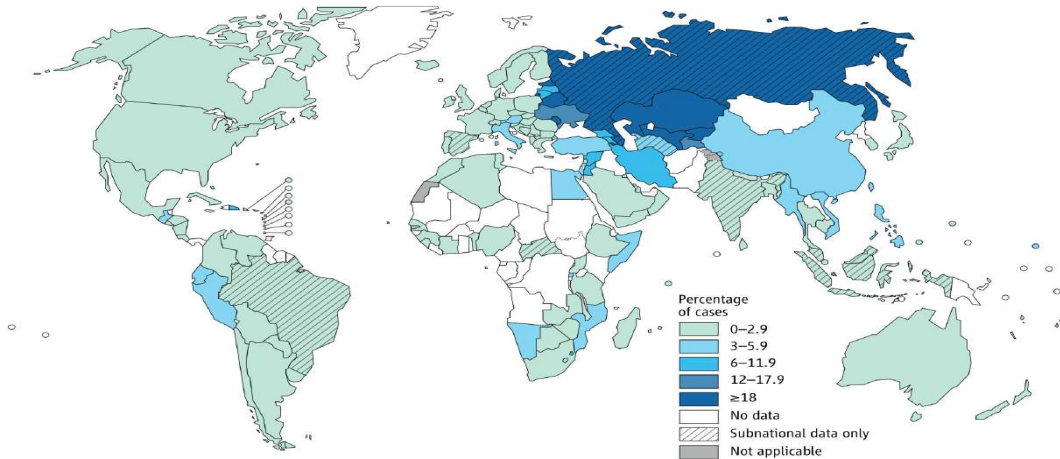 Percentage
of cases
0–2.9
3–5.9
6–11.9
12–17.9
≥18
No data
Subnational data only
Not applicable